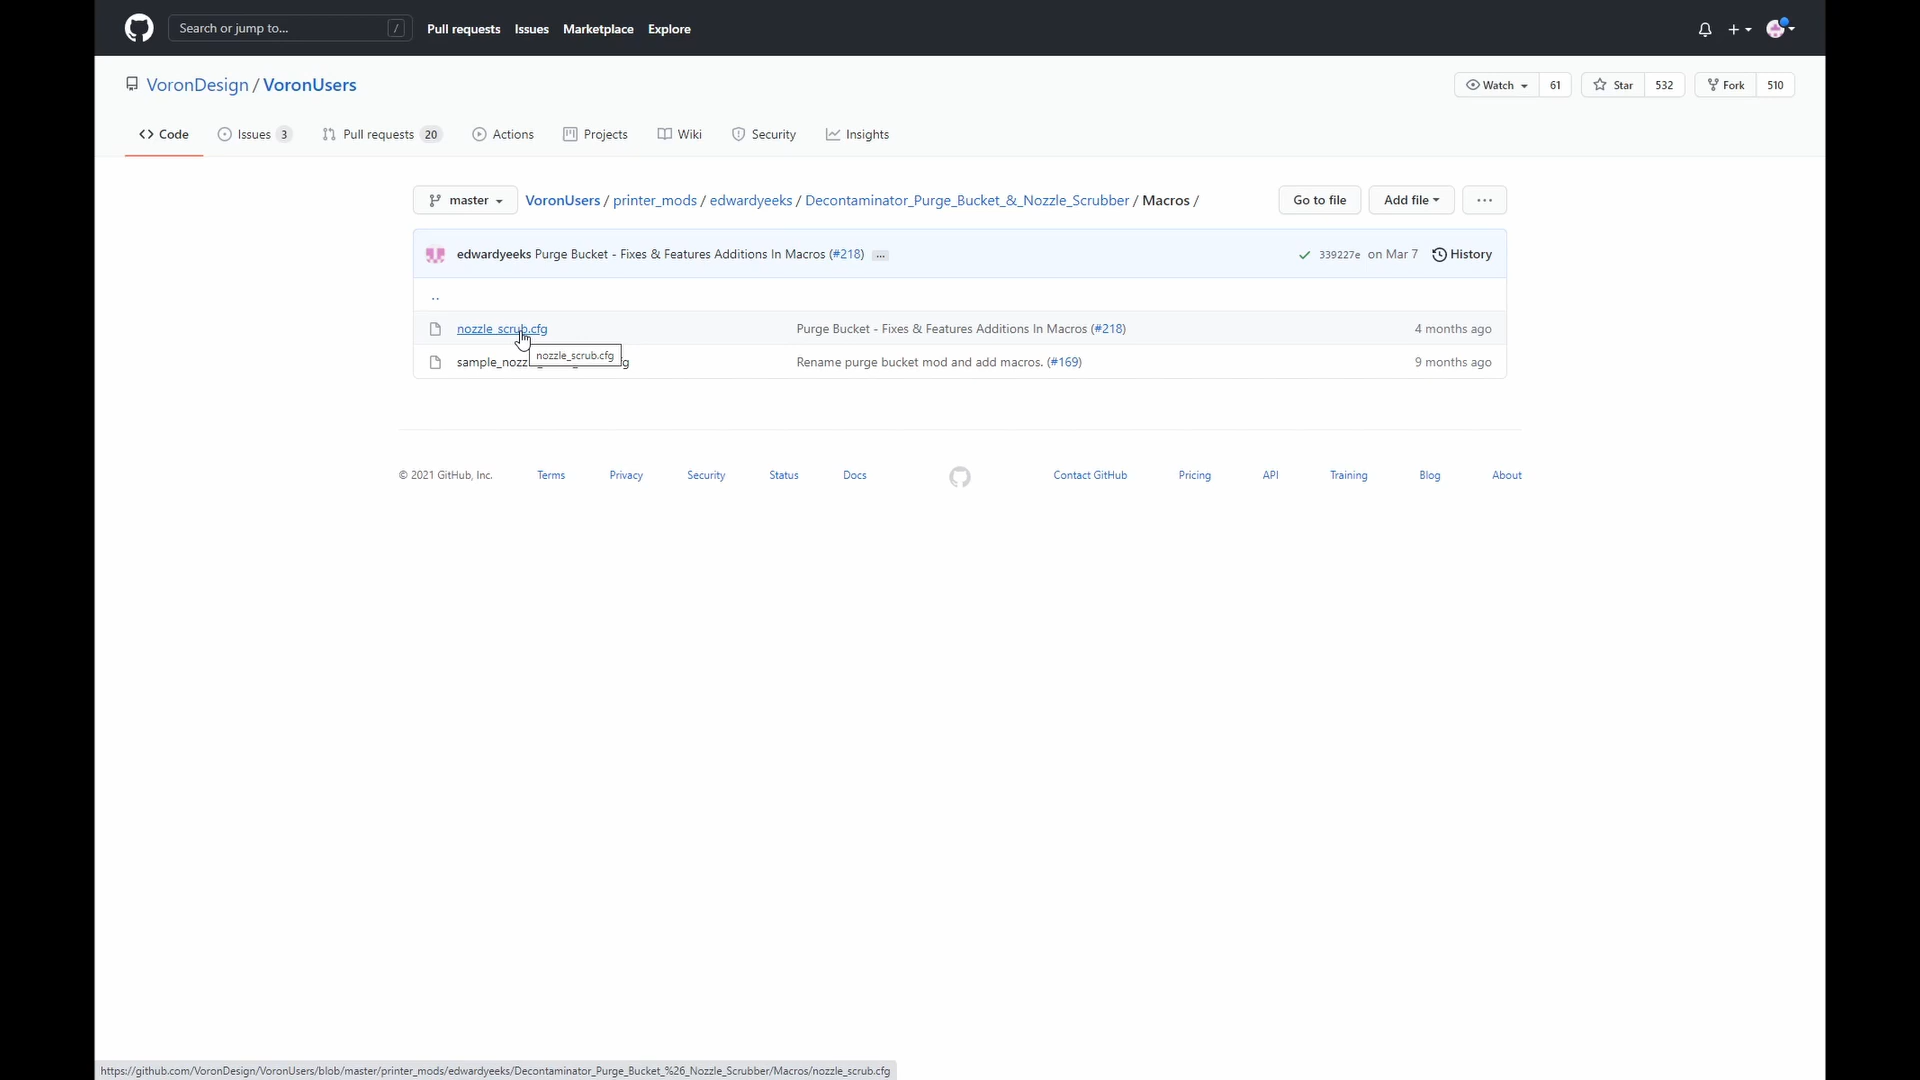 Search or jump to... /
Pull requests Issues Marketplace Explore
VoronDesign / VoronUsers
Watch 61 Star 532 Fork 510
Code Issues 3 Pull requests 20 Actions Projects Wiki Security Insights
master VoronUsers / printer_mods / edwardyeeks / Decontaminator_Purge_Bucket_&_Nozzle_Scrubber / Macros / Go to file Add file ...
edwardyeeks Purge Bucket - Fixes & Features Additions In Macros (#218) ... 339227e on Mar 7 History
..
nozzle_scrub.cfg Purge Bucket - Fixes & Features Additions In Macros (#218) 4 months ago
nozzle_scrub.cfg
Rename purge bucket mod and add macros. (#169) 9 months ago
© 2021 GitHub, Inc. Terms Privacy Security Status Docs Contact GitHub Pricing API Training Blog About
https://github.com/VoronDesign/VoronUsers/blob/master/printer_mods/edwardyeeks/Decontaminator_Purge_Bucket_%26_Nozzle_Scrubber/Macros/nozzle_scrub.cfg